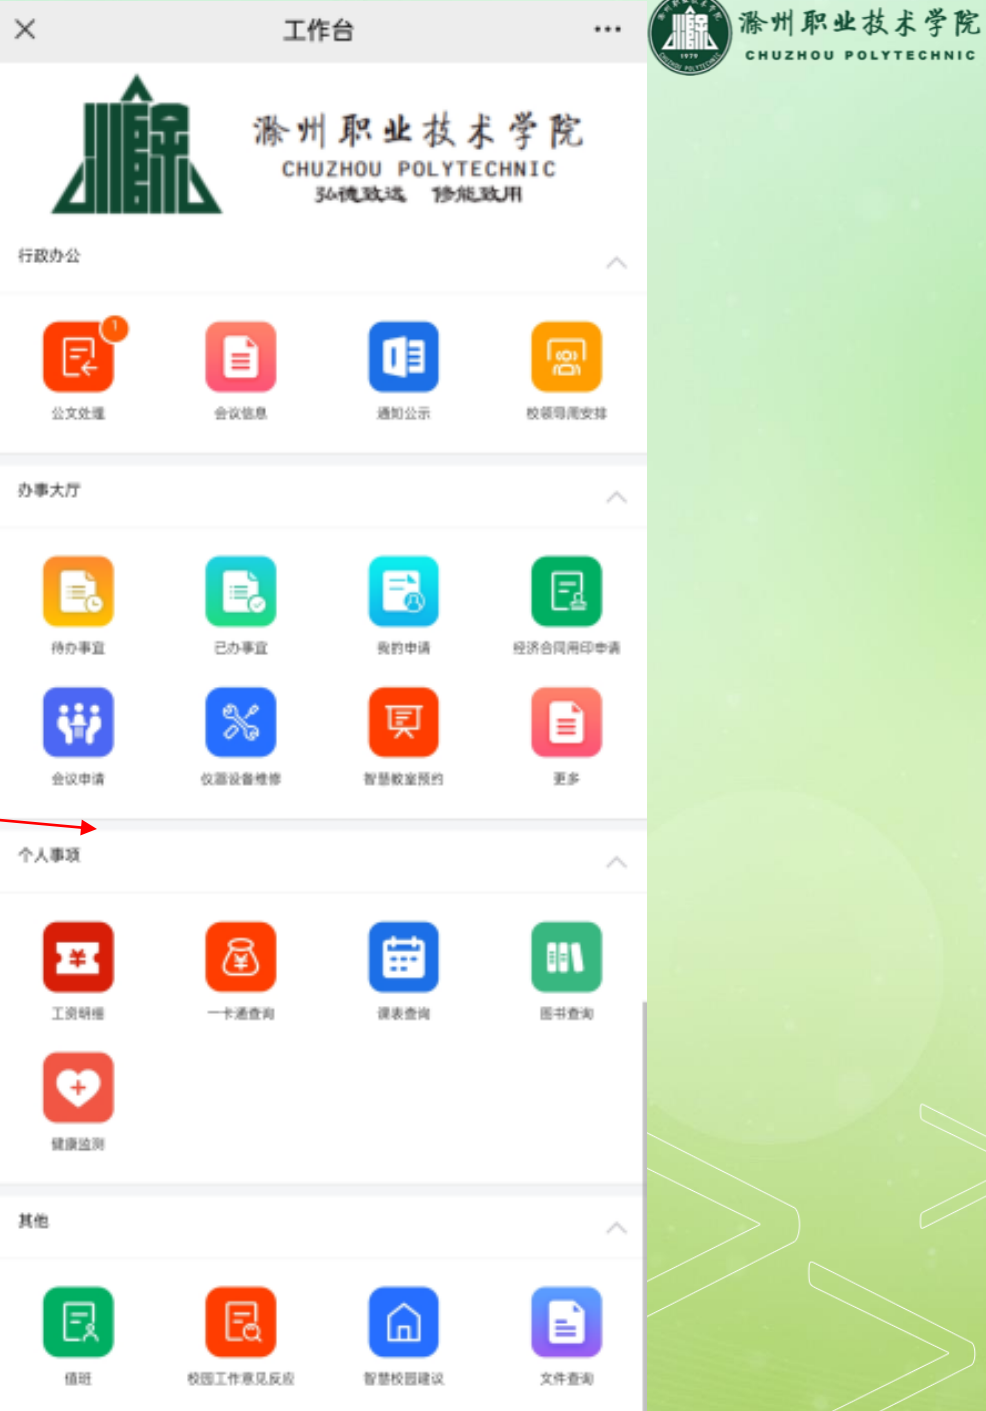 工作台
滁州职业技术学院
CHUZHOU POLYTECHNIC
1979
滁州职业技术学院
CHUZHOU POLYTECHNIC
弘德致远 修能致用
行政办公
1
公文处理 会议信息 通知公示 校领导周安排
办事大厅
待办事宜 已办事宜 我的申请 经济合同用印申请
会议申请 仪器设备维修 智慧教室预约 更多
个人事项
工资明细 一卡通查询 课表查询 图书查询
健康监测
其他
值班 校园工作意见反应 智慧校园建议 文件查询